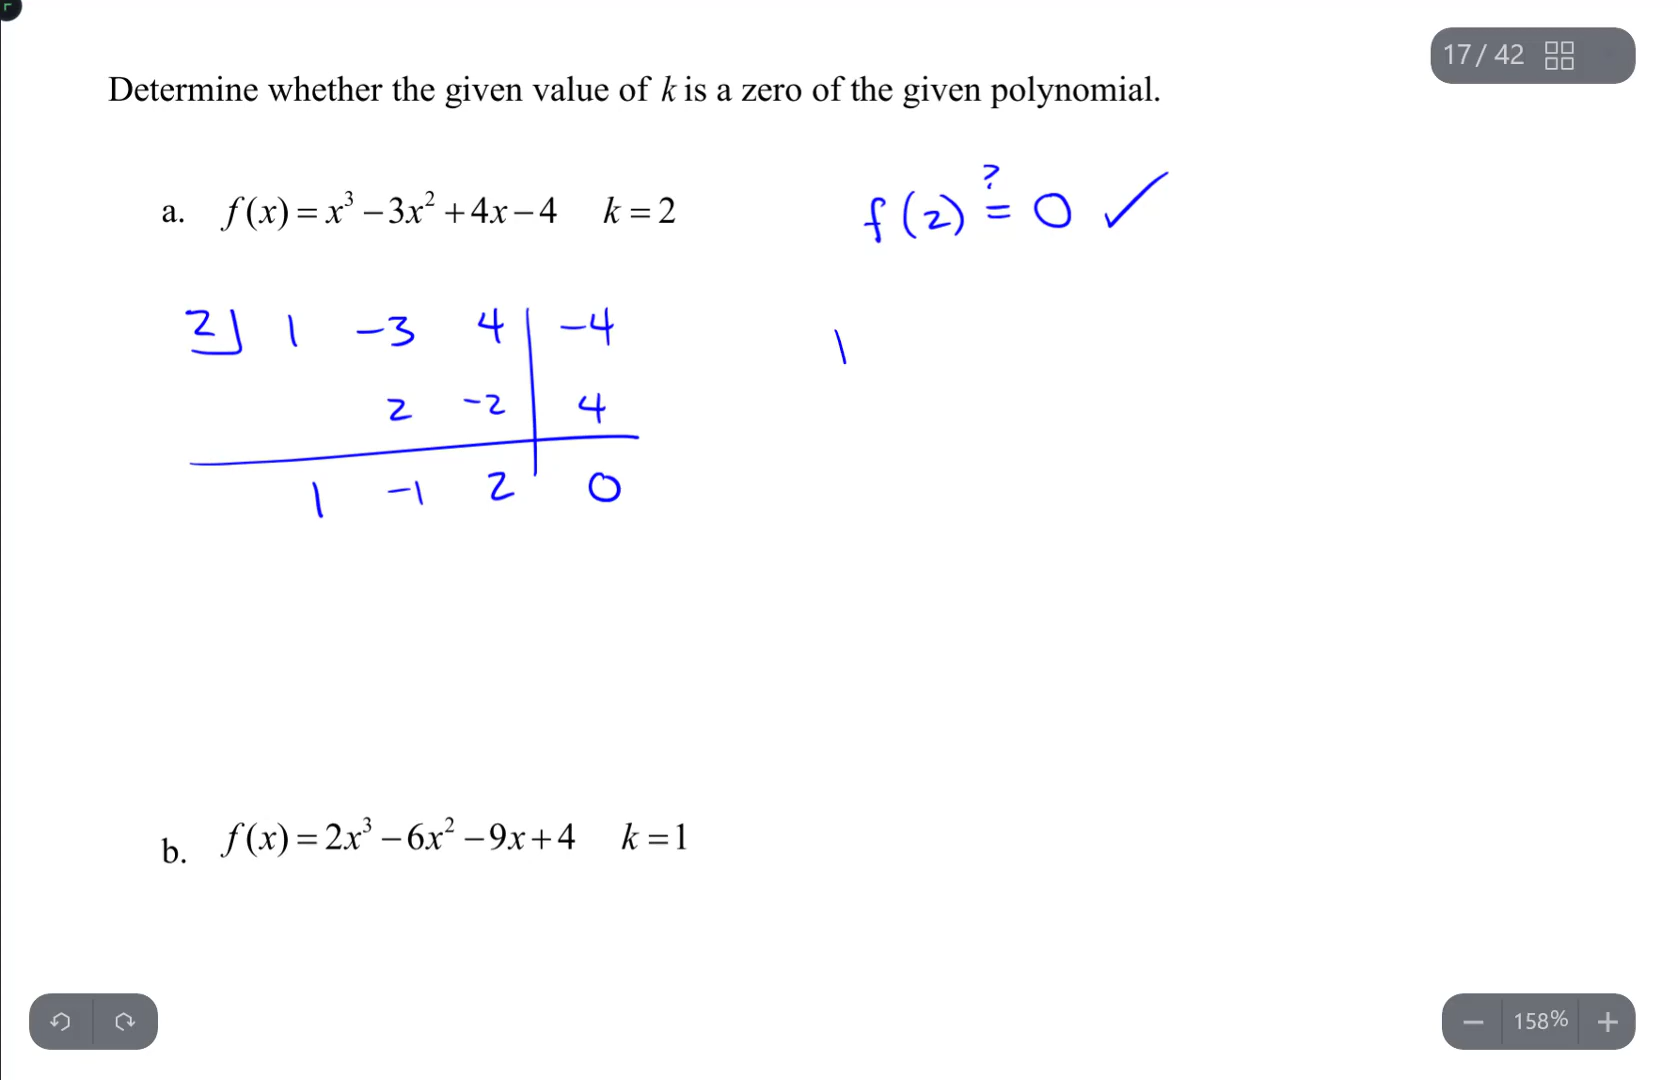 17 / 42
Determine whether the given value of k is a zero of the given polynomial.
a. f(x) = x³ − 3x² + 4x − 4 k = 2
f(2) ≟ 0 ✓
2⌋ 1 −3 4 | −4
2 −2 | 4
1 −1 2 0
b. f(x) = 2x³ − 6x² − 9x + 4 k = 1
− 158% +